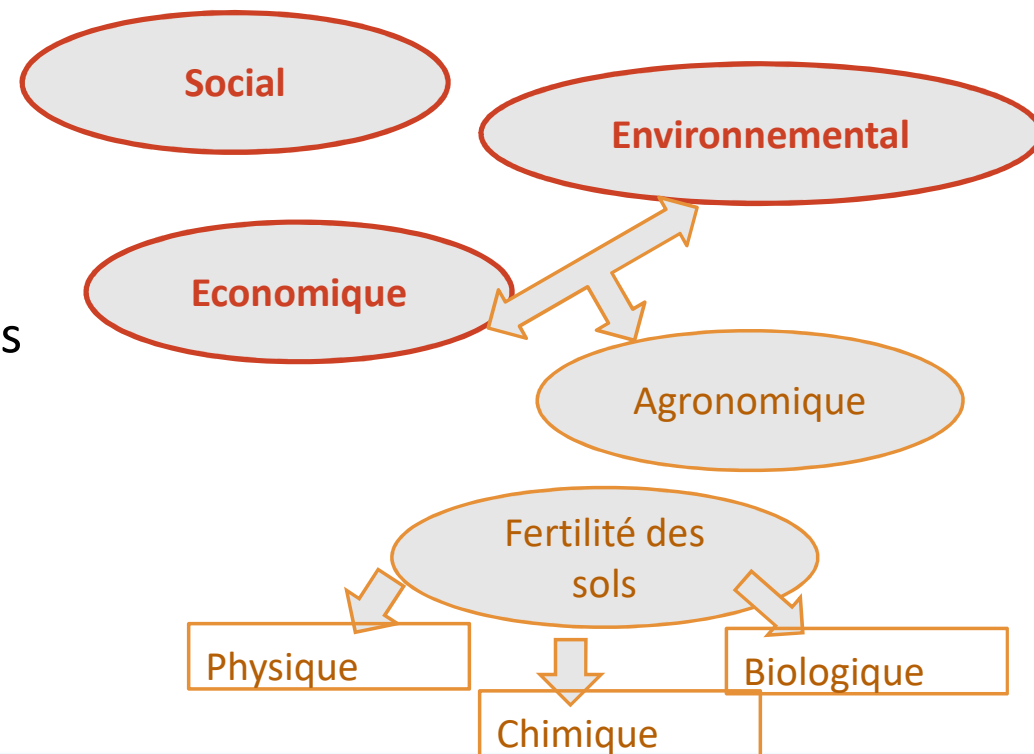 Social
Environnemental
Economique
s
Agronomique
Fertilité des
sols
Physique
Biologique
Chimique